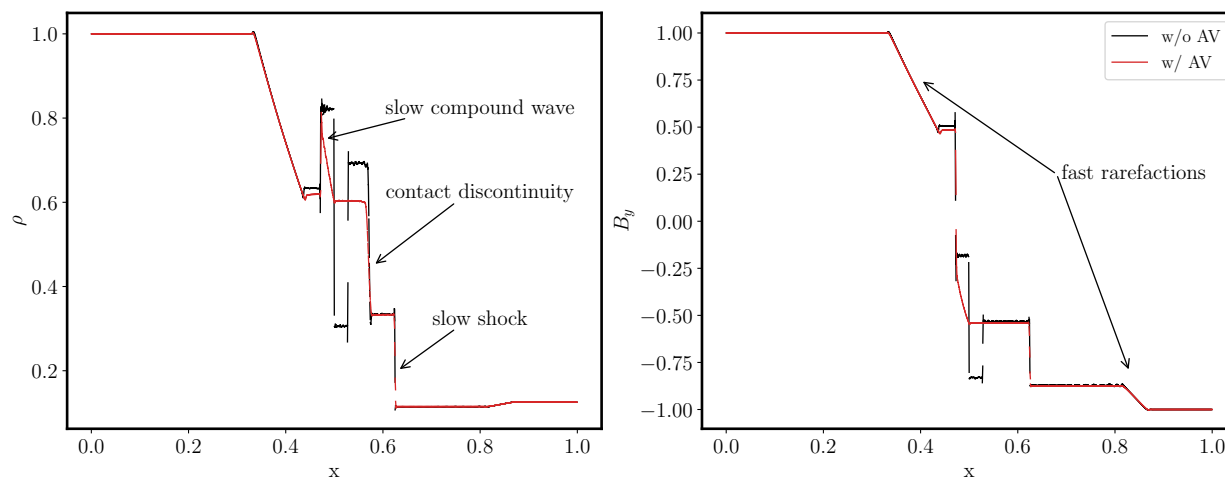 1.0
0.8
0.6
0.4
0.2
ρ
slow compound wave
contact discontinuity
slow shock
0.0 0.2 0.4 0.6 0.8 1.0
x
1.00
0.75
0.50
0.25
0.00
−0.25
−0.50
−0.75
−1.00
B_y
w/o AV
w/ AV
fast rarefactions
0.0 0.2 0.4 0.6 0.8 1.0
x